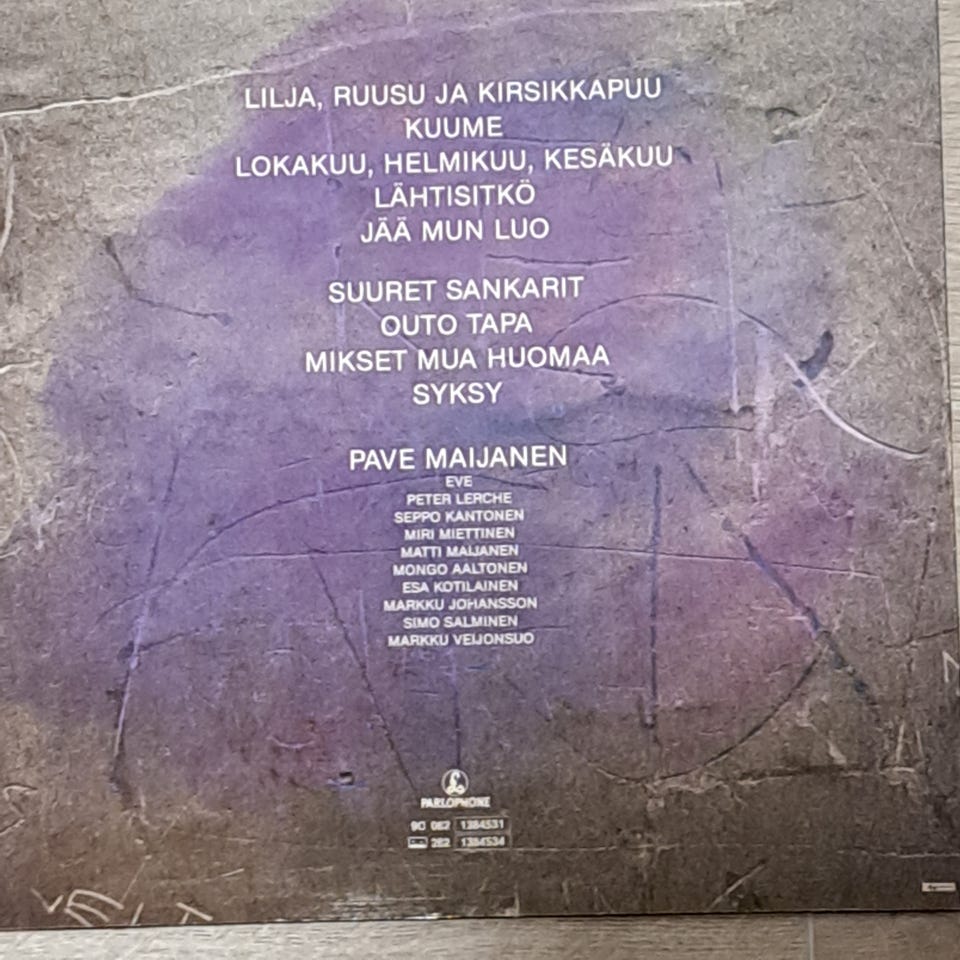 LILJA, RUUSU JA KIRSIKKAPUU
KUUME
LOKAKUU, HELMIKUU, KESÄKUU
LÄHTISITKÖ
JÄÄ MUN LUO
SUURET SANKARIT
OUTO TAPA
MIKSET MUA HUOMAA
SYKSY
PAVE MAIJANEN
EVE
PETER LERCHE
SEPPO KANTONEN
MIRI MIETTINEN
MATTI MAIJANEN
MONGO AALTONEN
ESA KOTILAINEN
MARKKU JOHANSSON
SIMO SALMINEN
MARKKU VEIJONSUO
PARLOPHONE
9C 062 1384531
262 1384534